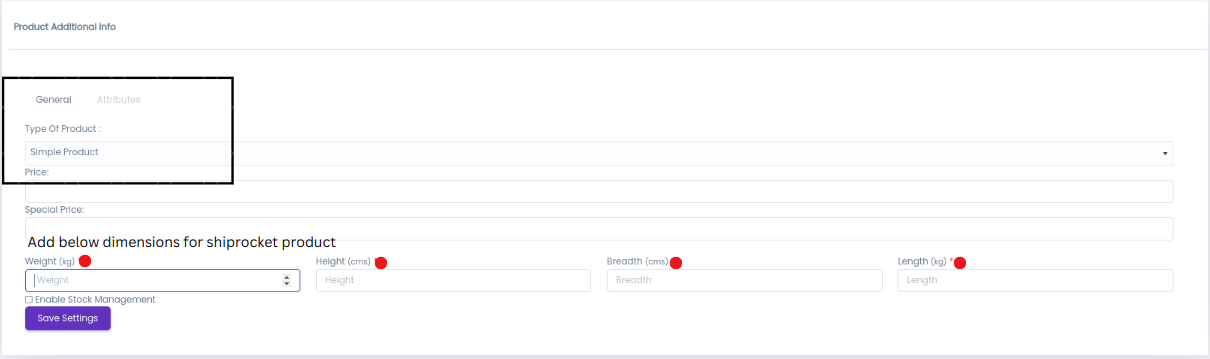 Product Additional Info
General Attributes
Type Of Product :
Simple Product
Price:
Special Price:
Add below dimensions for shiprocket product
Weight (kg) Height (cms) Breadth (cms) Length (kg) *
Weight Height Breadth Length
Enable Stock Management
Save Settings